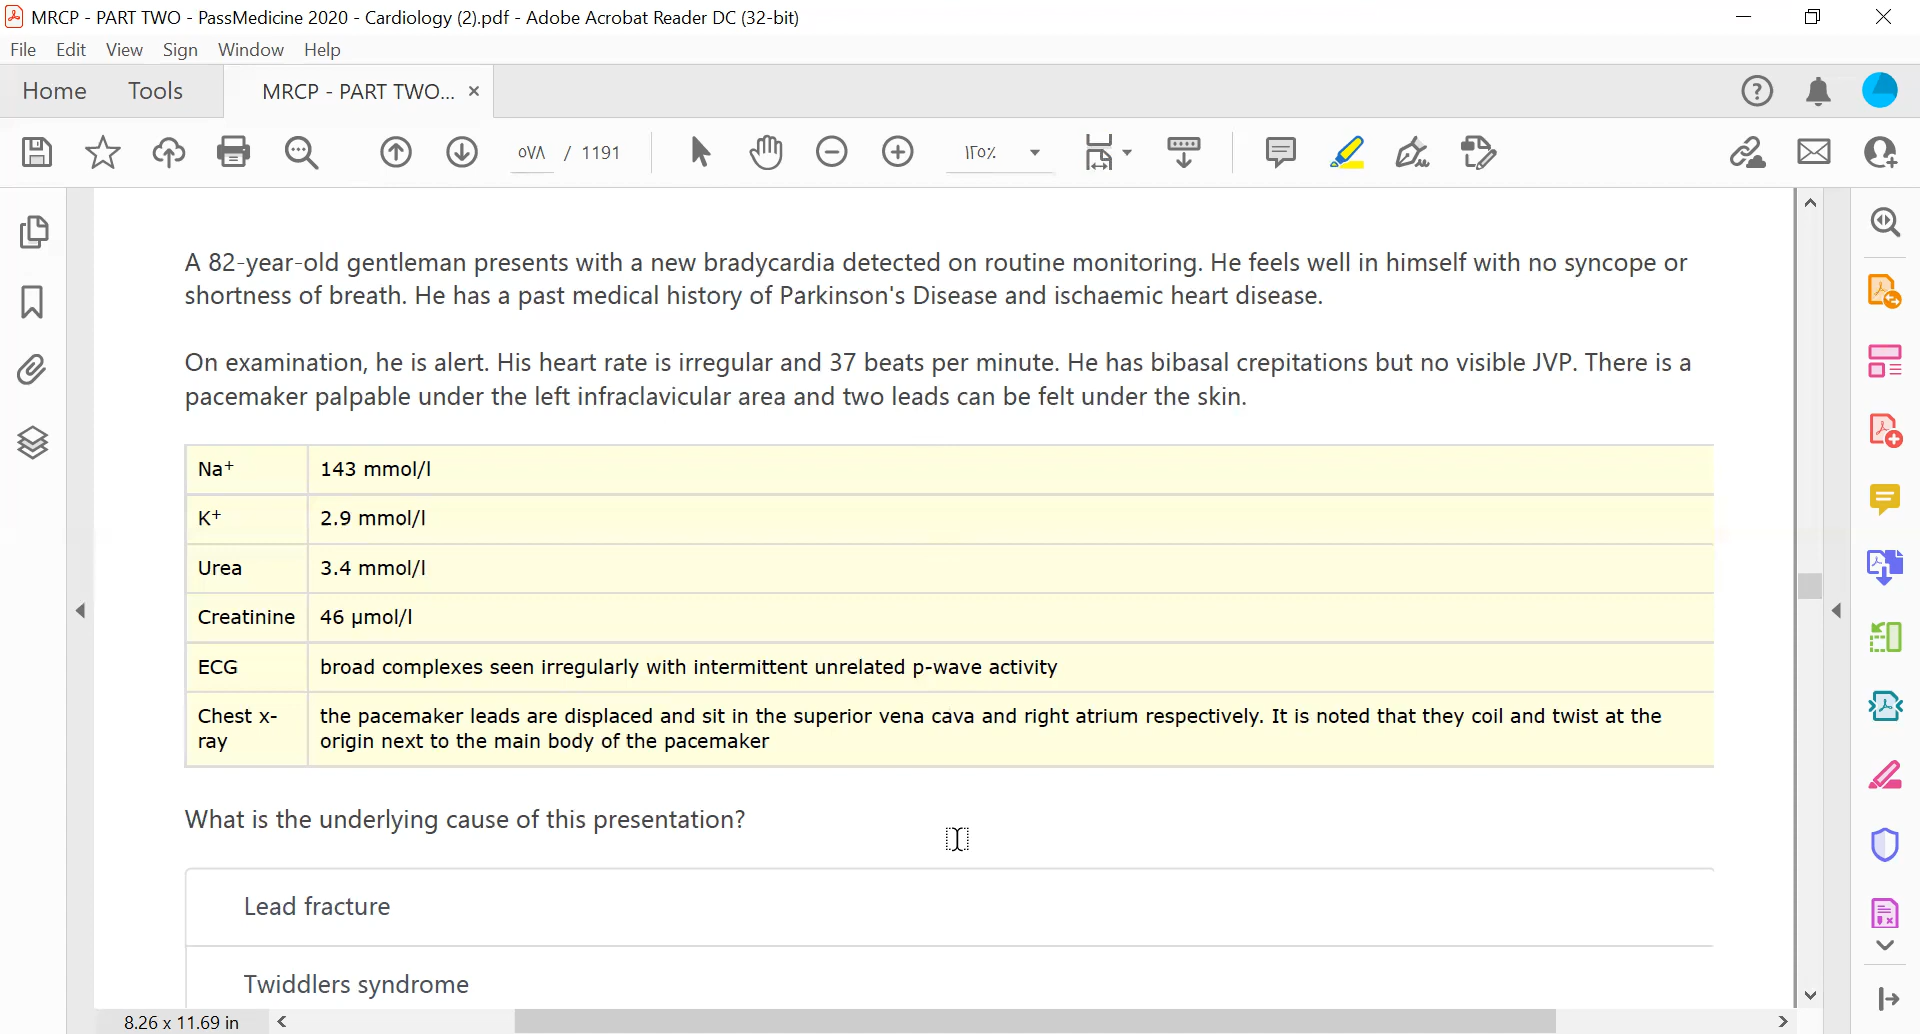 MRCP - PART TWO - PassMedicine 2020 - Cardiology (2).pdf - Adobe Acrobat Reader DC (32-bit)
File Edit View Sign Window Help
Home Tools MRCP - PART TWO... ×
٥٧٨ / 1191 ١٢٥٪
A 82-year-old gentleman presents with a new bradycardia detected on routine monitoring. He feels well in himself with no syncope or
shortness of breath. He has a past medical history of Parkinson's Disease and ischaemic heart disease.
On examination, he is alert. His heart rate is irregular and 37 beats per minute. He has bibasal crepitations but no visible JVP. There is a
pacemaker palpable under the left infraclavicular area and two leads can be felt under the skin.
Na⁺ 143 mmol/l
K⁺ 2.9 mmol/l
Urea 3.4 mmol/l
Creatinine 46 µmol/l
ECG broad complexes seen irregularly with intermittent unrelated p-wave activity
Chest x- the pacemaker leads are displaced and sit in the superior vena cava and right atrium respectively. It is noted that they coil and twist at the
ray origin next to the main body of the pacemaker
What is the underlying cause of this presentation?
Lead fracture
Twiddlers syndrome
8.26 x 11.69 in